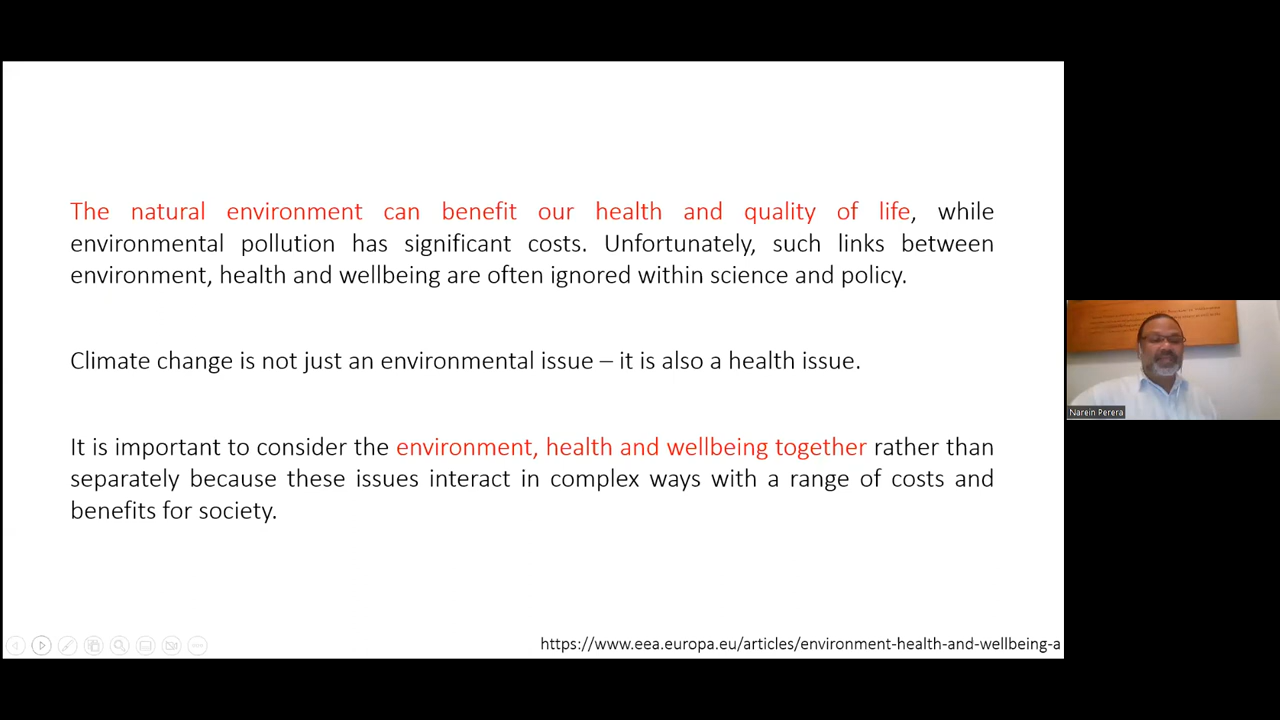 The natural environment can benefit our health and quality of life, while
environmental pollution has significant costs. Unfortunately, such links between
environment, health and wellbeing are often ignored within science and policy.
Climate change is not just an environmental issue – it is also a health issue.
It is important to consider the environment, health and wellbeing together rather than
separately because these issues interact in complex ways with a range of costs and
benefits for society.
https://www.eea.europa.eu/articles/environment-health-and-wellbeing-a
Narein Perera